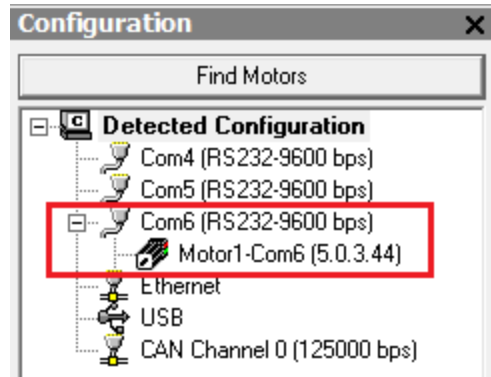 Configuration
Find Motors
Detected Configuration
Com4 (RS232-9600 bps)
Com5 (RS232-9600 bps)
Com6 (RS232-9600 bps)
Motor1-Com6 (5.0.3.44)
Ethernet
USB
CAN Channel 0 (125000 bps)